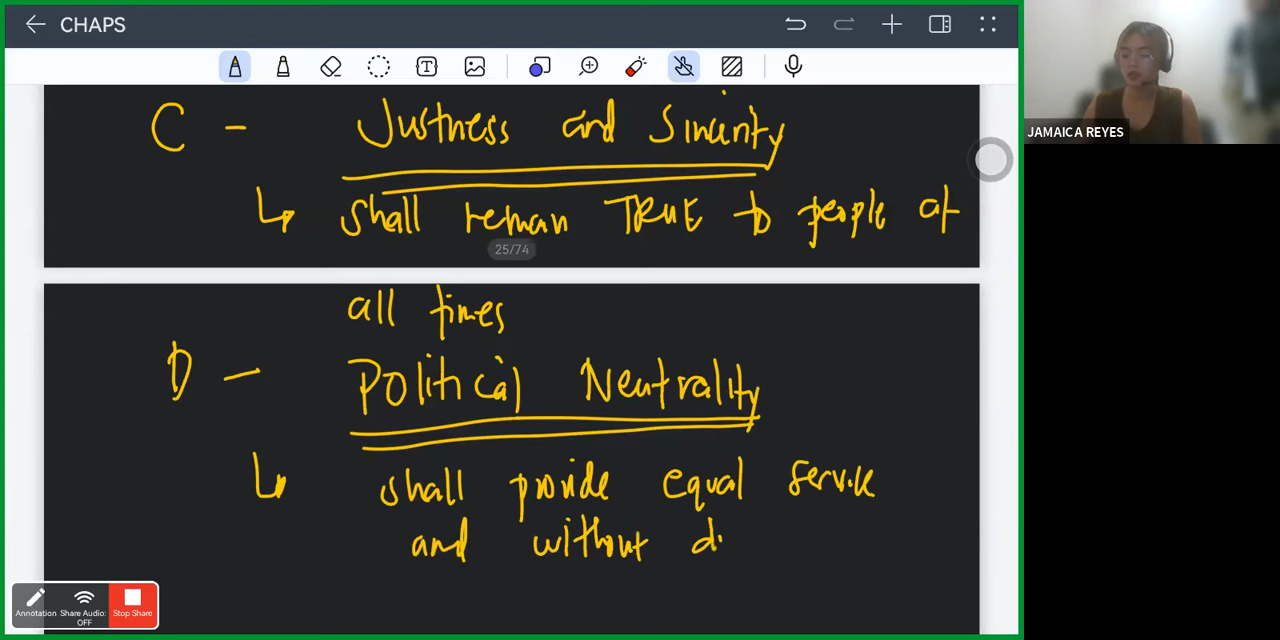 CHAPS
C - Justness and Sincerity
↳ shall remain TRUE to people at
25/74
all times
D - Political Neutrality
↳ shall provide equal service
and without di
Annotation Share Audio: OFF Stop Share
JAMAICA REYES